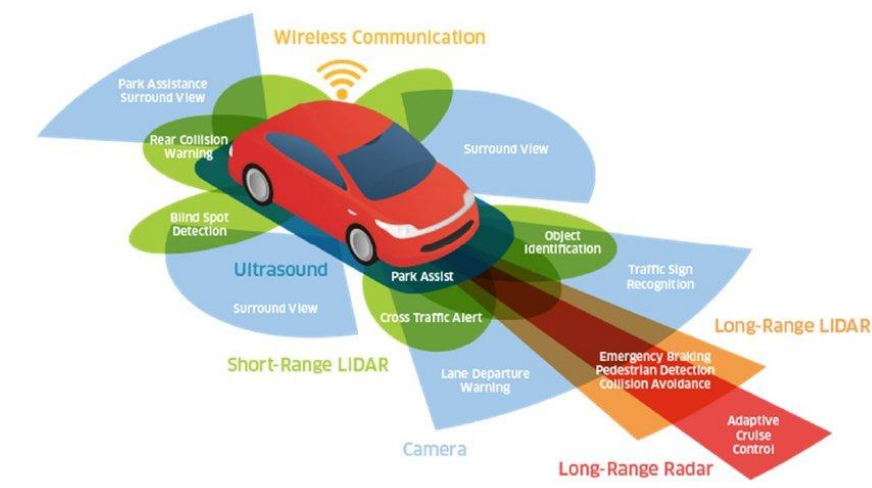 Wireless Communication
Park Assistance
Surround View
Rear Collision
Warning
Surround View
Blind Spot
Detection
Object
Identification
Ultrasound
Park Assist
Traffic Sign
Recognition
Surround View
Cross Traffic Alert
Long-Range LIDAR
Short-Range LIDAR
Emergency Braking
Pedestrian Detection
Collision Avoidance
Lane Departure
Warning
Adaptive
Cruise
Control
Camera
Long-Range Radar